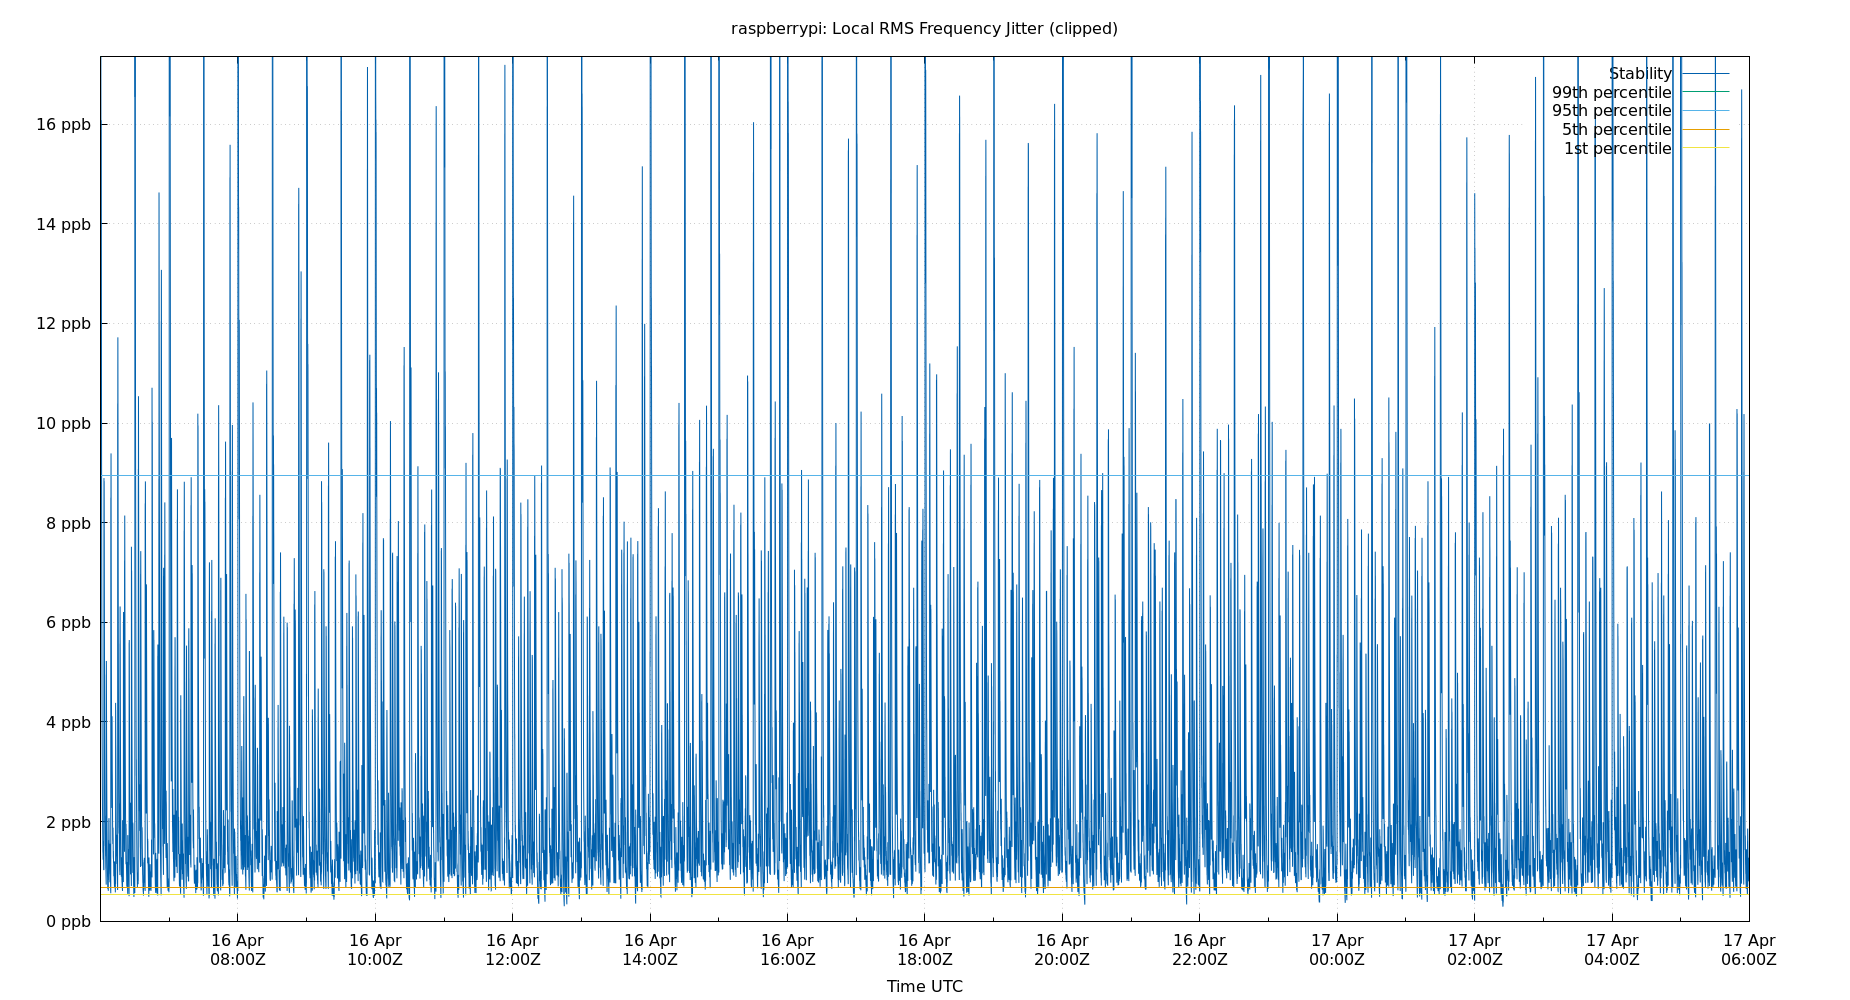 raspberrypi: Local RMS Frequency Jitter (clipped)
Stability
99th percentile
95th percentile
5th percentile
1st percentile
16 ppb
14 ppb
12 ppb
10 ppb
8 ppb
6 ppb
4 ppb
2 ppb
0 ppb
16 Apr 16 Apr 16 Apr 16 Apr 16 Apr 16 Apr 16 Apr 16 Apr 17 Apr 17 Apr 17 Apr 17 Apr
08:00Z 10:00Z 12:00Z 14:00Z 16:00Z 18:00Z 20:00Z 22:00Z 00:00Z 02:00Z 04:00Z 06:00Z
Time UTC